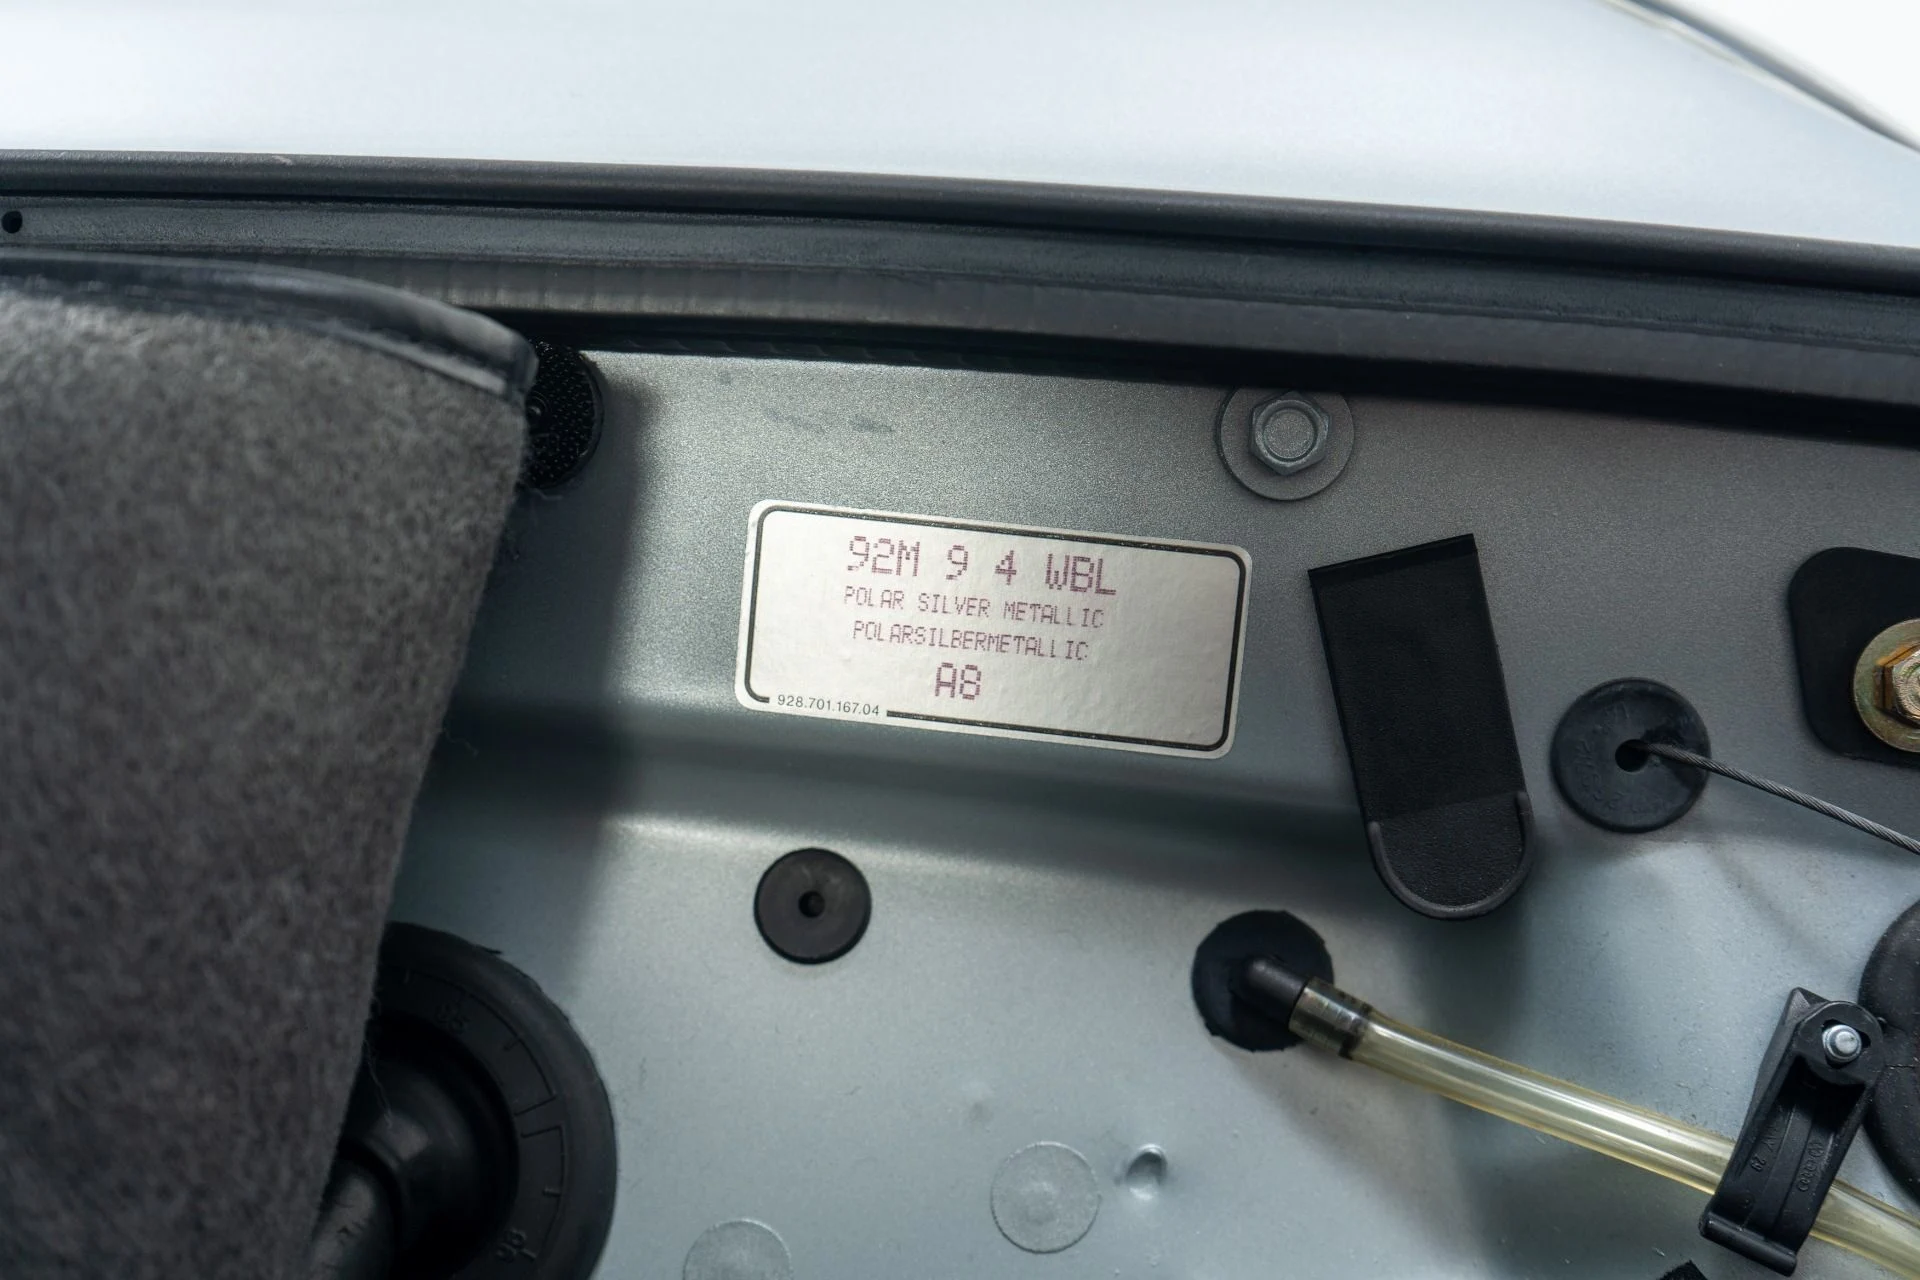 92M 9 4 WBL
POLAR SILVER METALLIC
POLARSILBERMETALLIC
A8
928.701.167.04